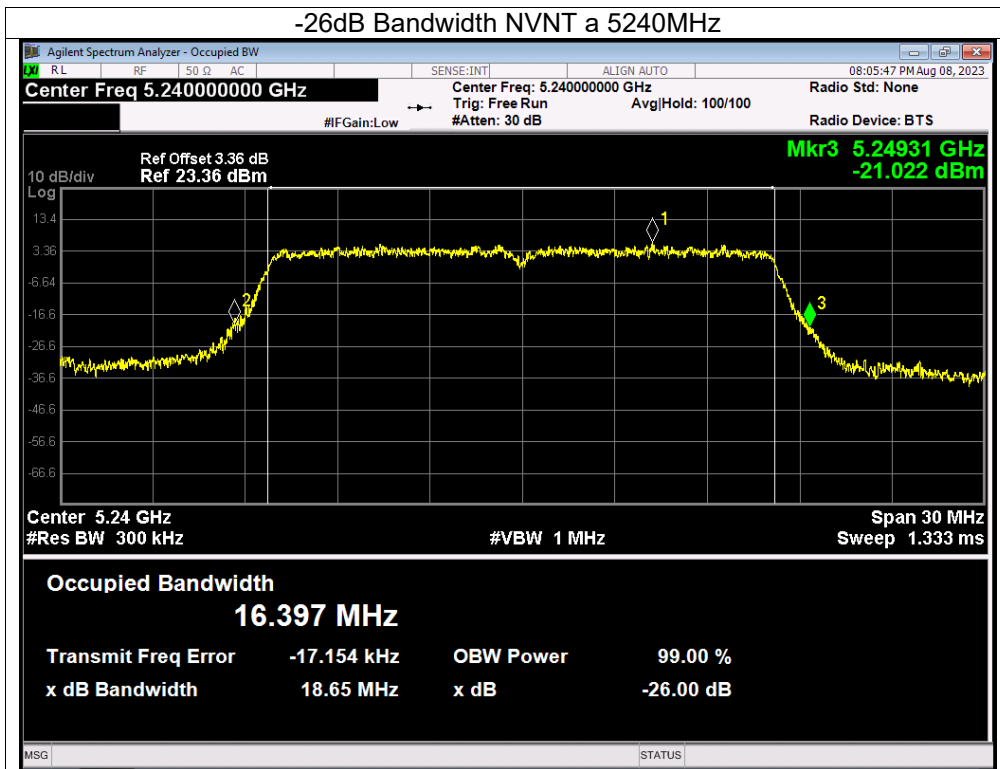 -26dB Bandwidth NVNT a 5240MHz
Agilent Spectrum Analyzer - Occupied BW
LXI RL RF 50 Ω AC SENSE:INT ALIGN AUTO 08:05:47 PM Aug 08, 2023
Center Freq 5.240000000 GHz Center Freq: 5.240000000 GHz Radio Std: None
Trig: Free Run Avg|Hold: 100/100
#IFGain:Low #Atten: 30 dB Radio Device: BTS
Mkr3 5.24931 GHz
Ref Offset 3.36 dB
10 dB/div Ref 23.36 dBm -21.022 dBm
Log
13.4
1
3.36
-6.64
2
3
-16.6
-26.6
-36.6
-46.6
-56.6
-66.6
Center 5.24 GHz Span 30 MHz
#Res BW 300 kHz #VBW 1 MHz Sweep 1.333 ms
Occupied Bandwidth
16.397 MHz
Transmit Freq Error -17.154 kHz OBW Power 99.00 %
x dB Bandwidth 18.65 MHz x dB -26.00 dB
MSG STATUS